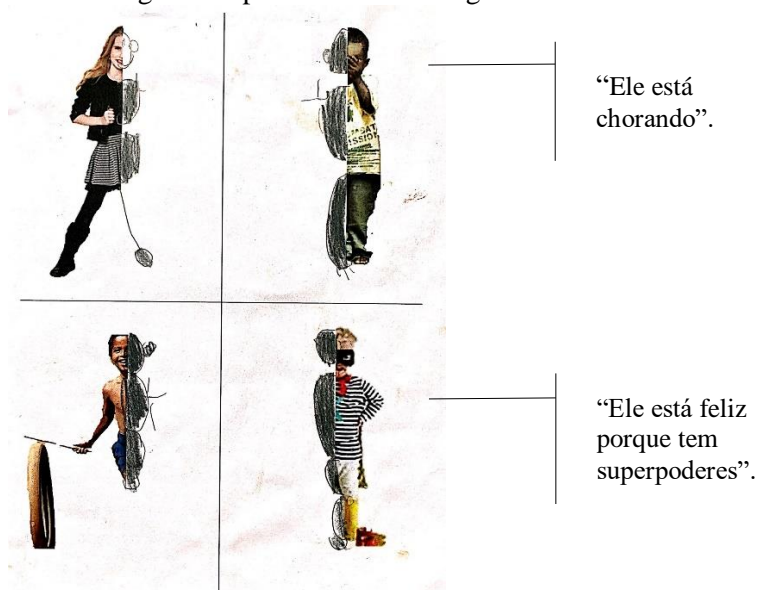 “Ele está
chorando”.
“Ele está feliz
porque tem
superpoderes”.